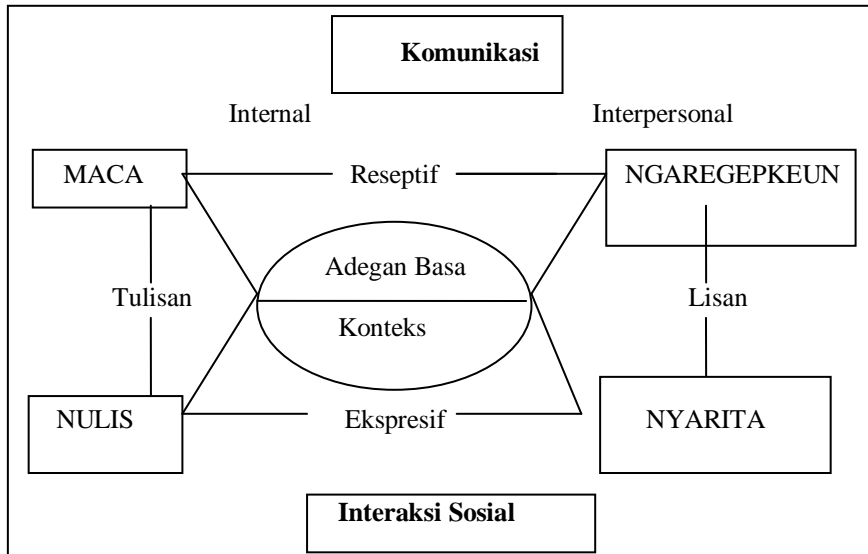 Komunikasi
Internal Interpersonal
MACA Reseptif NGAREGEPKEUN
Adegan Basa
Tulisan Lisan
Konteks
NULIS Ekspresif NYARITA
Interaksi Sosial